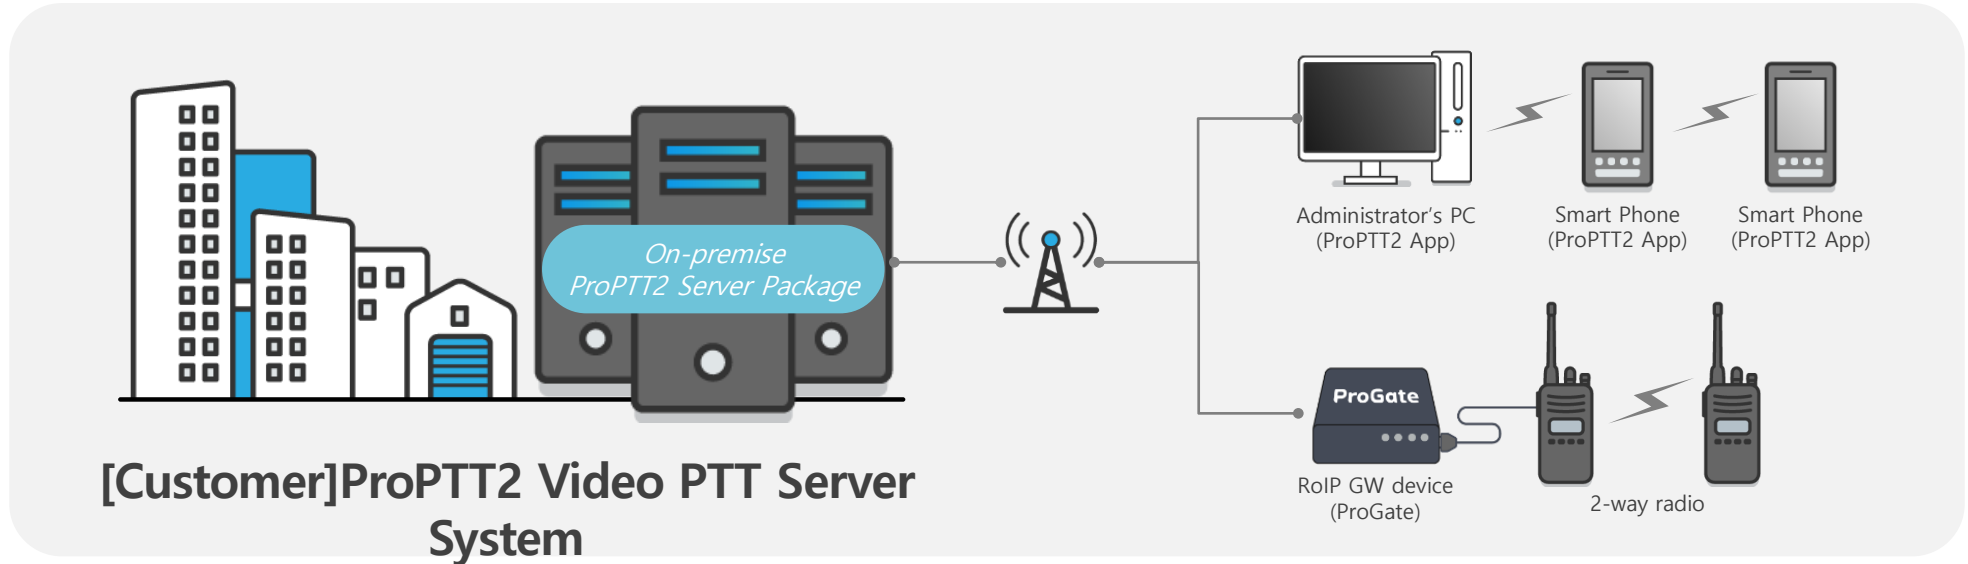 On-premise
ProPTT2 Server Package
[Customer]ProPTT2 Video PTT Server
System
Administrator's PC
(ProPTT2 App)
Smart Phone
(ProPTT2 App)
Smart Phone
(ProPTT2 App)
ProGate
RoIP GW device
(ProGate)
2-way radio